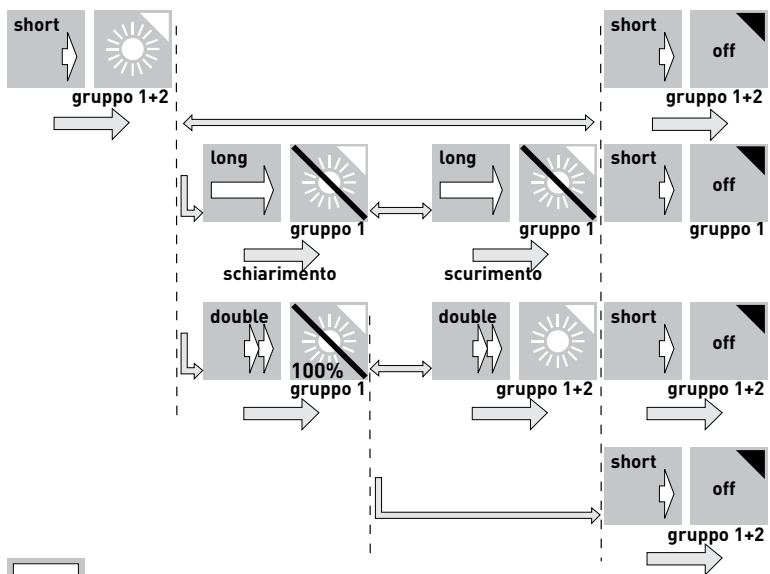 short
short
off
gruppo 1+2
gruppo 1+2
long
long
short
off
gruppo 1
gruppo 1
gruppo 1
schiarimento
scurimento
double
double
short
off
100%
gruppo 1
gruppo 1+2
gruppo 1+2
short
off
gruppo 1+2